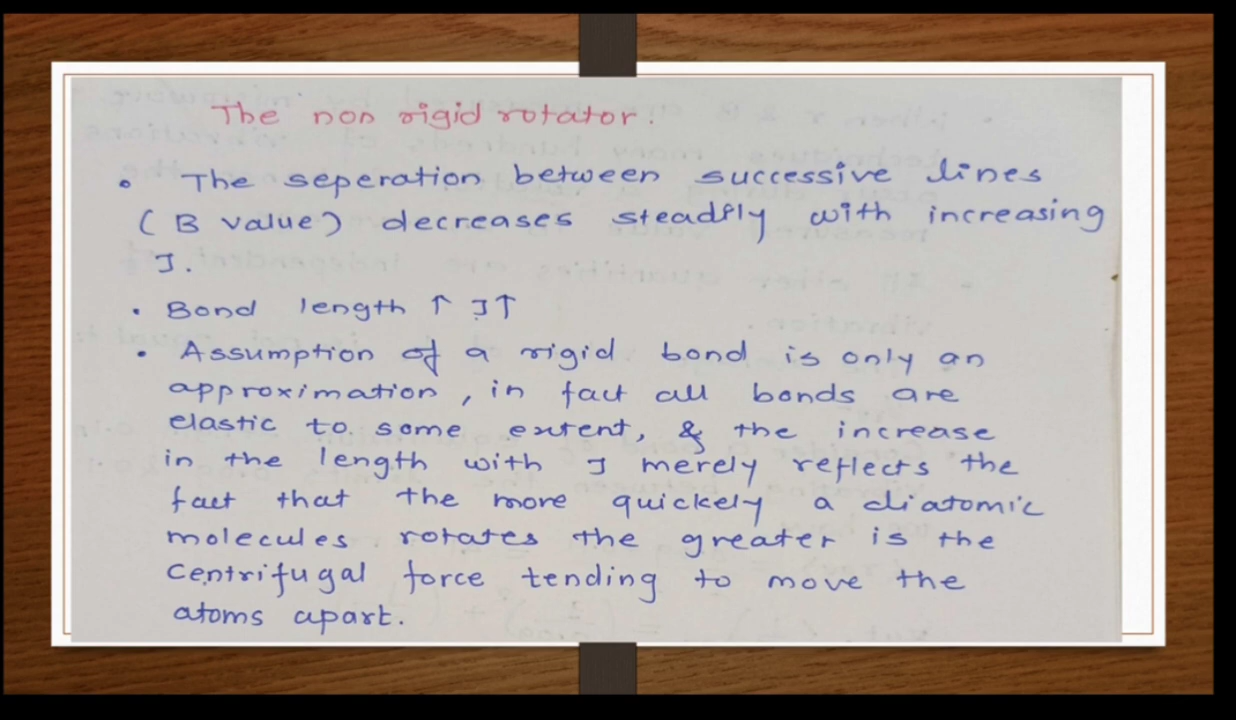 The non rigid rotator.
• The seperation between successive lines
(B value) decreases steadily with increasing
J.
• Bond length ↑ J↑
• Assumption of a rigid bond is only an
approximation, in fact all bonds are
elastic to some extent, & the increase
in the length with J merely reflects the
fact that the more quickely a diatomic
molecules rotates the greater is the
centrifugal force tending to move the
atoms apart.